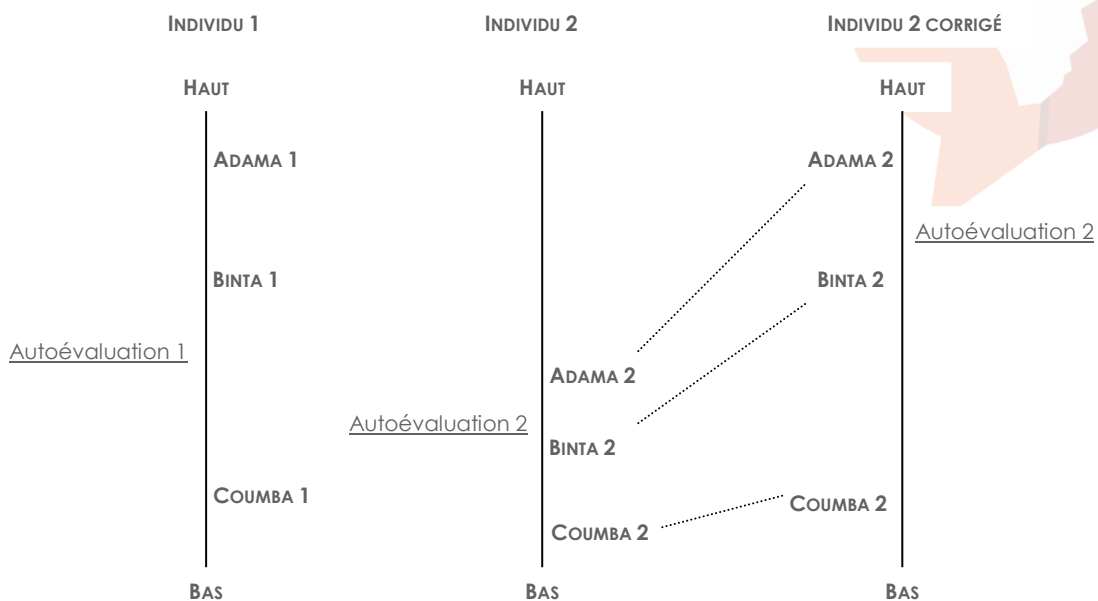 INDIVIDU 1
INDIVIDU 2
INDIVIDU 2 CORRIGÉ
HAUT
HAUT
HAUT
ADAMA 1
ADAMA 2
Autoévaluation 2
BINTA 1
BINTA 2
Autoévaluation 1
ADAMA 2
Autoévaluation 2
BINTA 2
COUMBA 1
COUMBA 2
COUMBA 2
BAS
BAS
BAS